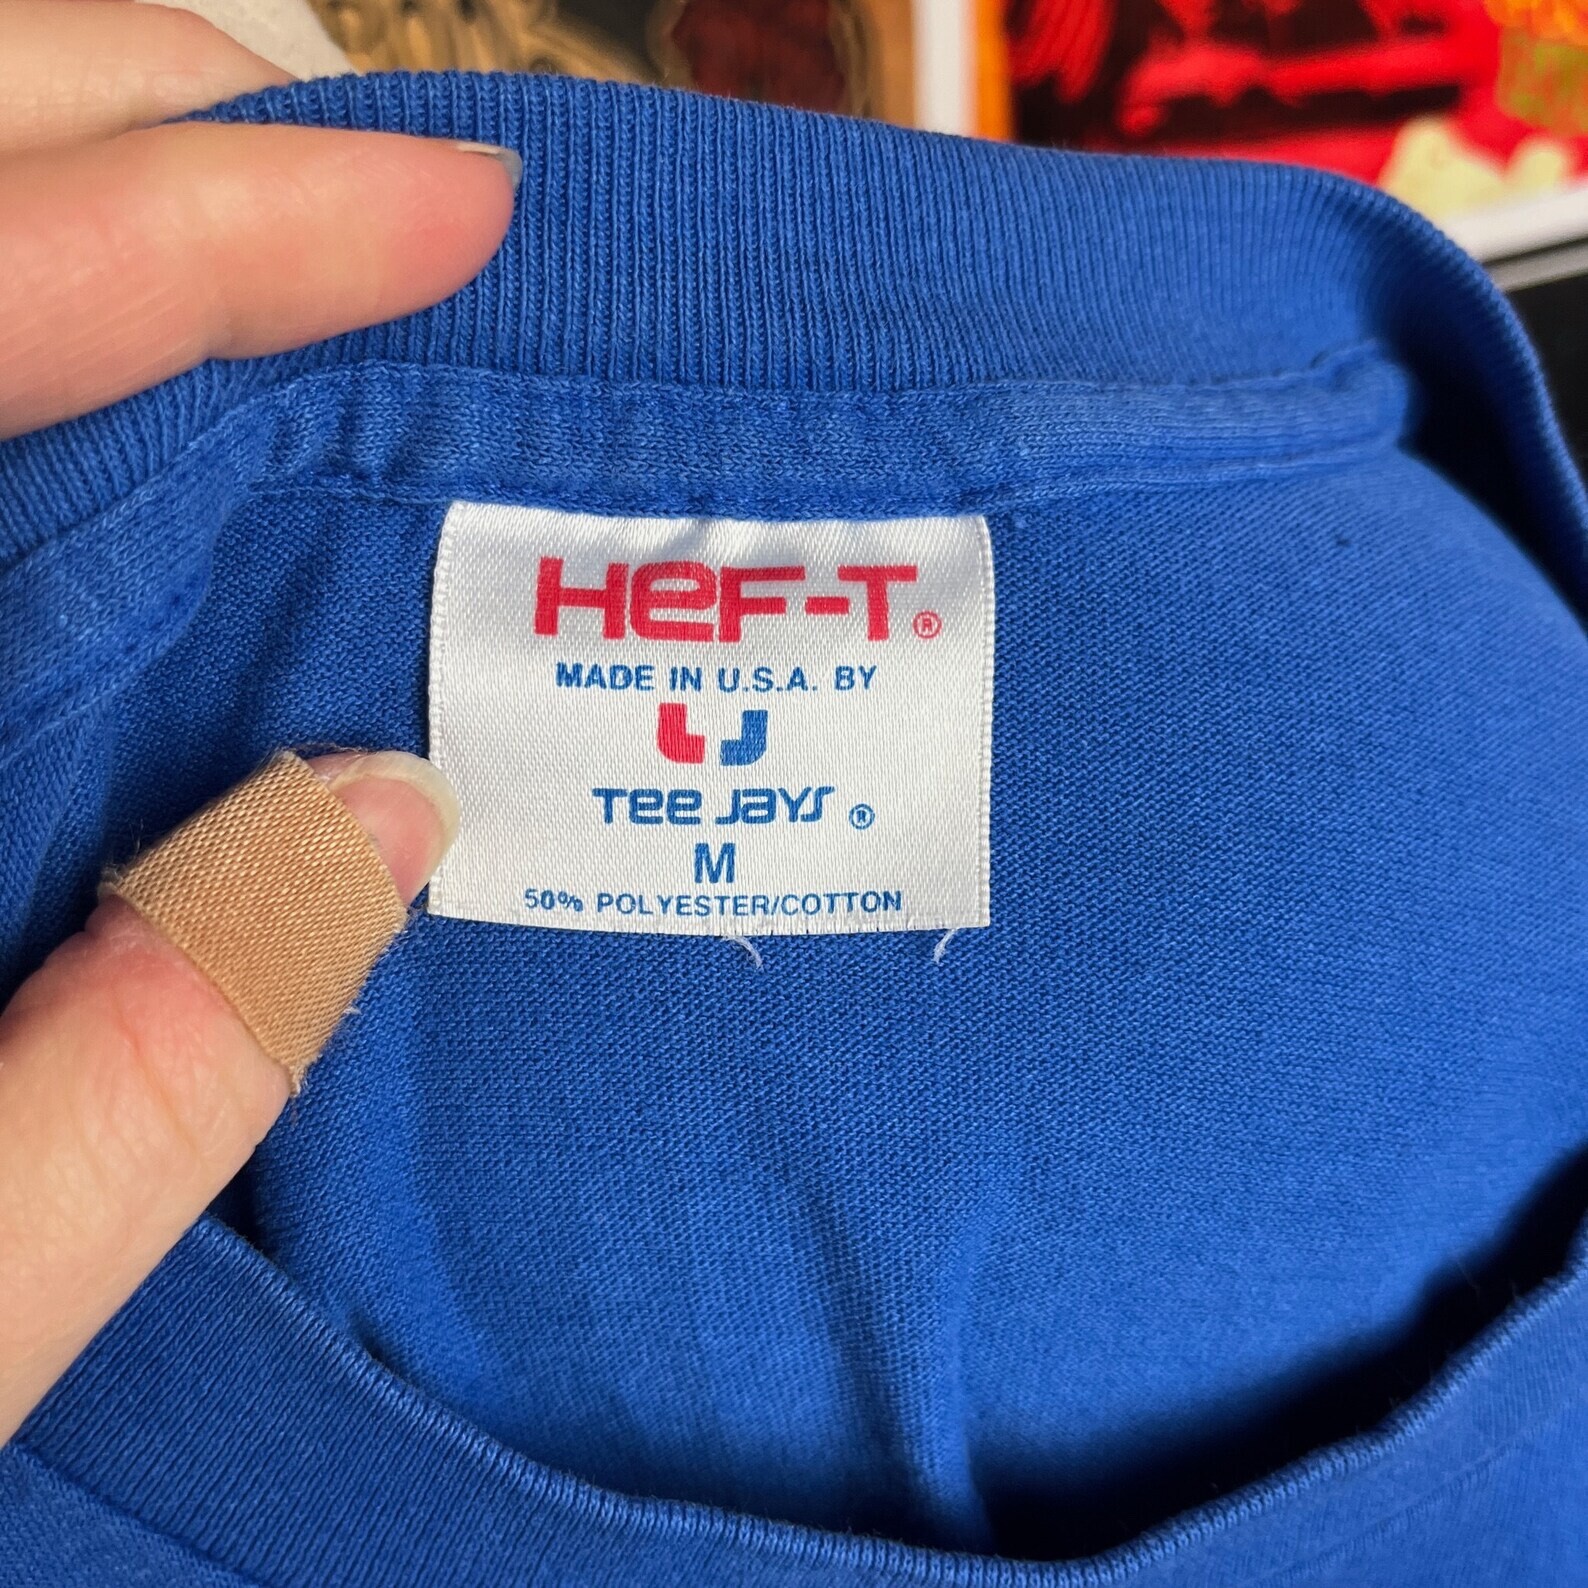 HeF-T®
MADE IN U.S.A. BY
Tee Jays ®
M
50% POLYESTER/COTTON